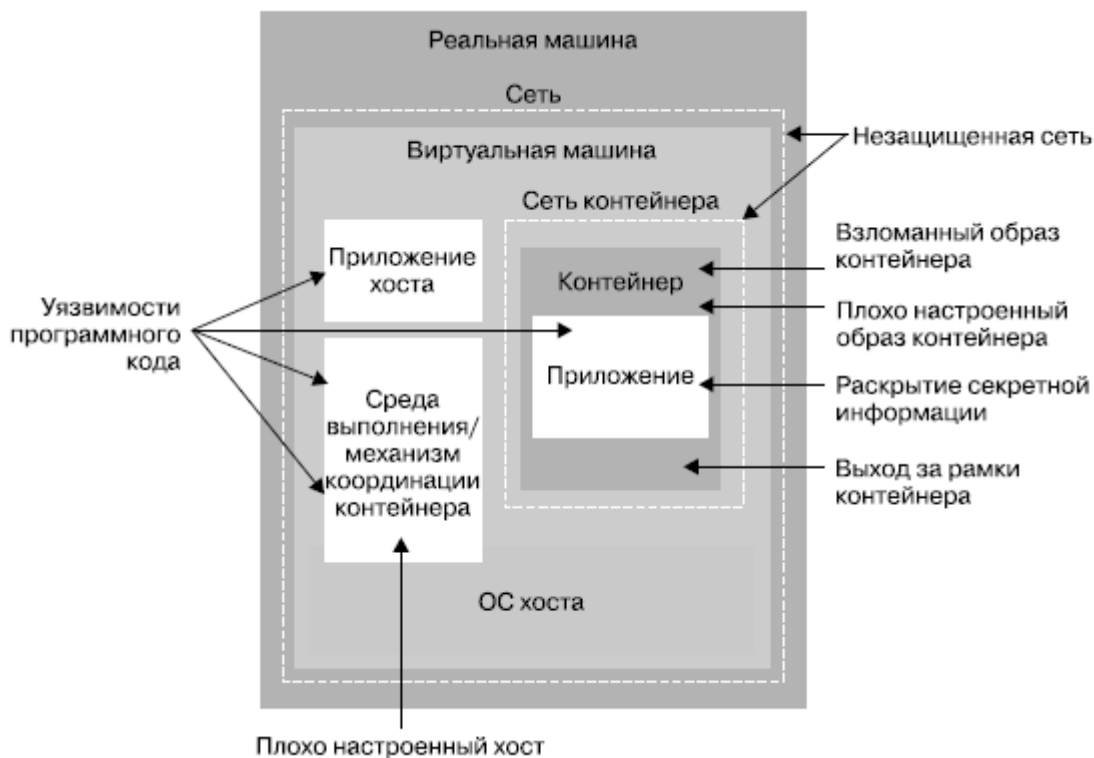 Реальная машина
Сеть
Виртуальная машина
Незащищенная сеть
Сеть контейнера
Приложение
хоста
Контейнер
Взломанный образ
контейнера
Уязвимости
программного
кода
Плохо настроенный
образ контейнера
Приложение
Раскрытие секретной
информации
Среда
выполнения/
механизм
координации
контейнера
Выход за рамки
контейнера
ОС хоста
Плохо настроенный хост